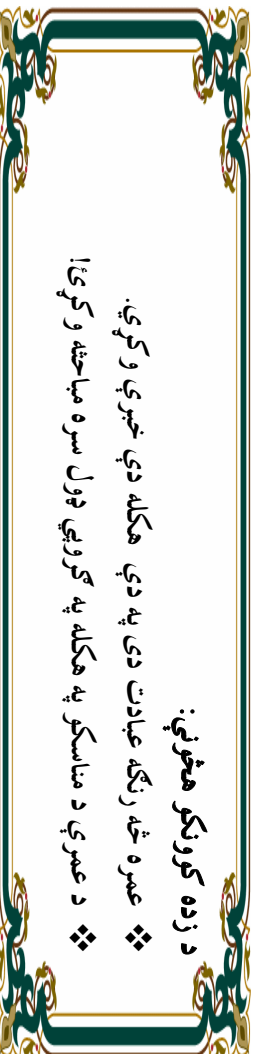 د زده کوونکو هڅونې:
❖ عمره څه رنګه عبادت دی په دې هکله دې خبرې وکړي.
❖ د عمرې د مناسکو په هکله په ګروپي ډول سره مباحثه وکړئ!